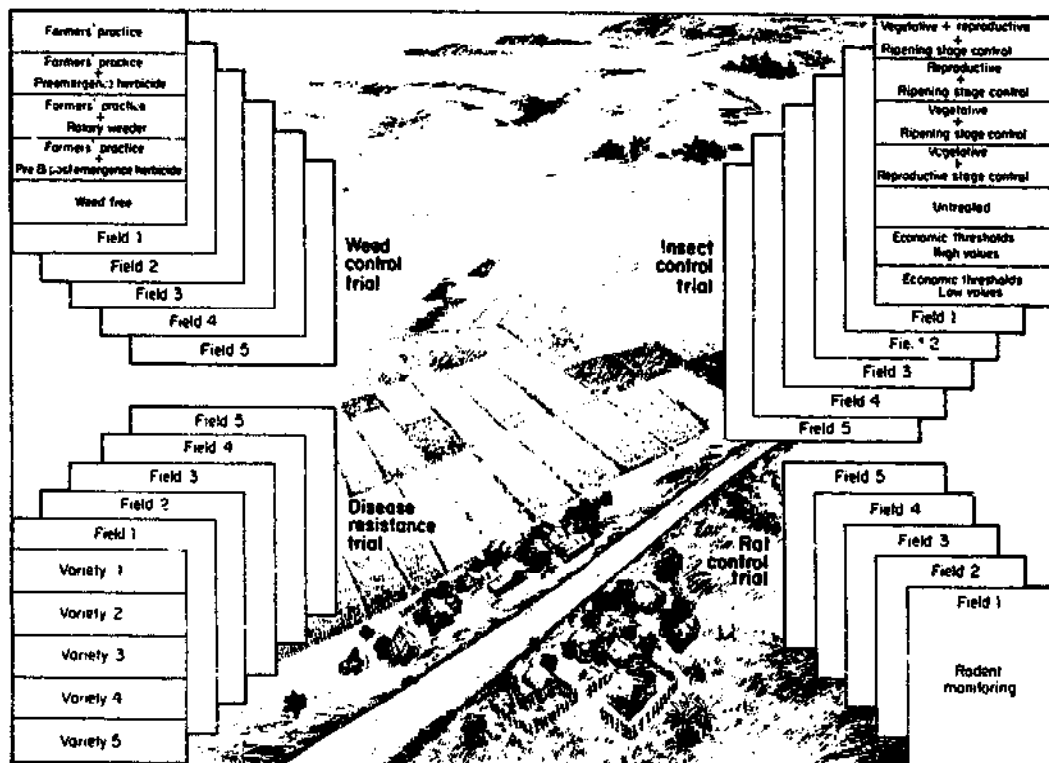 Farmers' practice
Farmers' practice
+
Preemergence herbicide
Farmers' practice
+
Rotary weeder
Farmers' practice
+
Pre & postemergence herbicide
Weed free
Field 1
Field 2
Field 3
Field 4
Field 5
Weed
control
trial
Vegetative + reproductive
+
Ripening stage control
Reproductive
+
Ripening stage control
Vegetative
+
Ripening stage control
Vegetative
+
Reproductive stage control
Untreated
Economic thresholds
High values
Economic thresholds
Low values
Field 1
Field 2
Field 3
Field 4
Field 5
Insect
control
trial
Field 5
Field 4
Field 3
Field 2
Field 1
Variety 1
Variety 2
Variety 3
Variety 4
Variety 5
Disease
resistance
trial
Field 5
Field 4
Field 3
Field 2
Field 1
Rodent
monitoring
Rat
control
trial